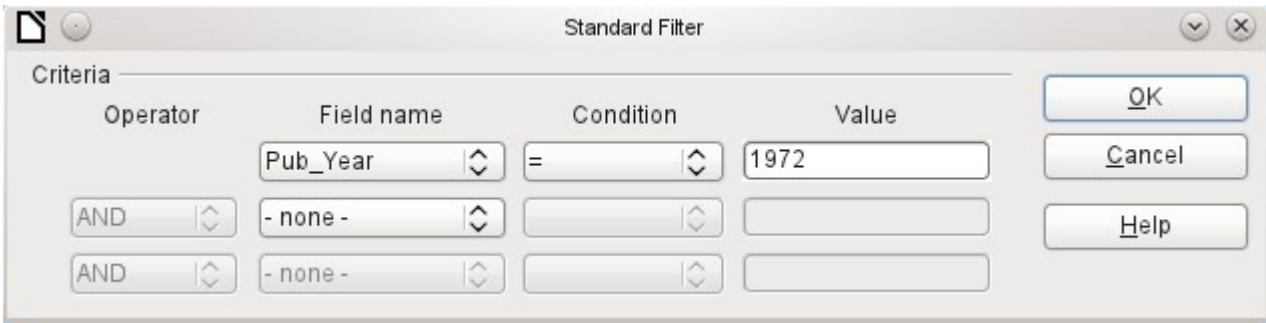 Standard Filter
Criteria
Operator Field name Condition Value
Pub_Year = 1972
AND - none -
AND - none -
OK
Cancel
Help